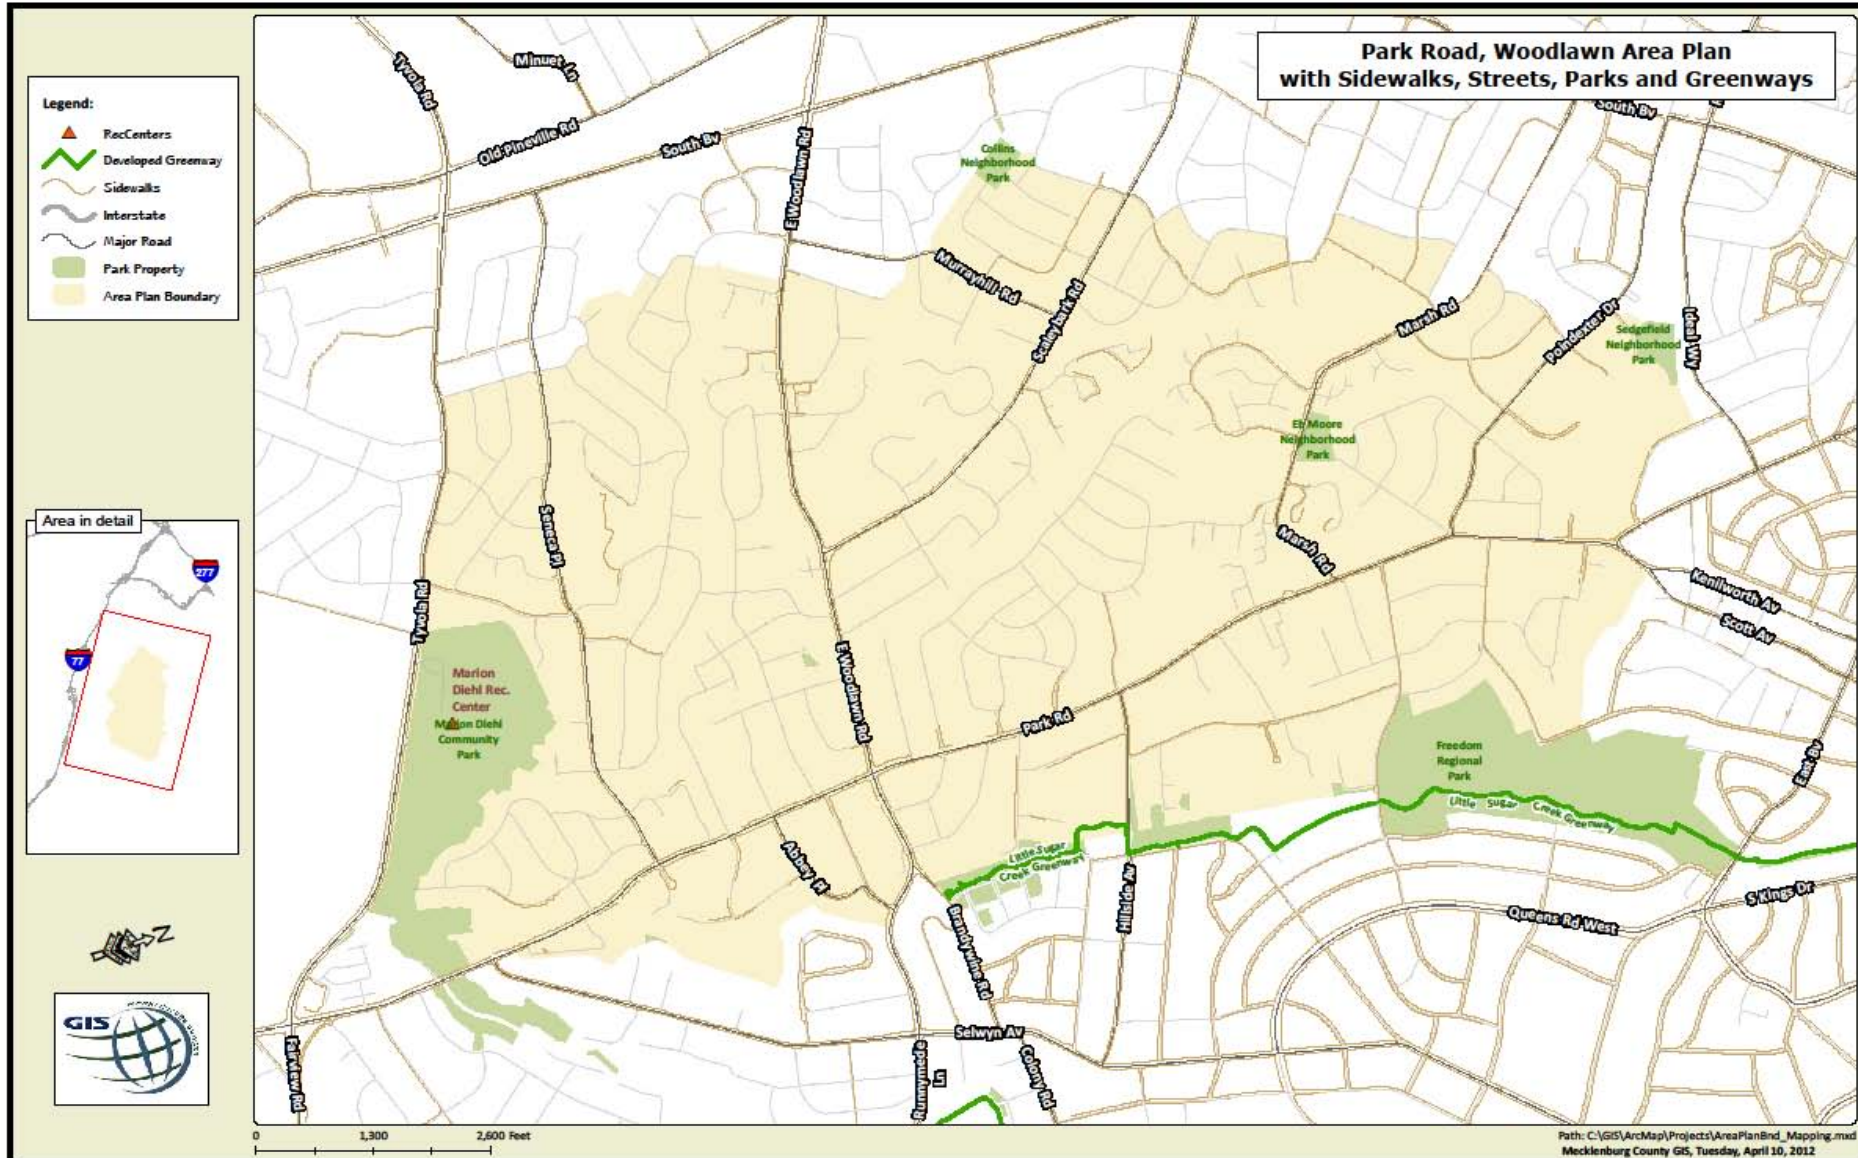 Park Road, Woodlawn Area Plan
with Sidewalks, Streets, Parks and Greenways
Legend:
RecCenters
Developed Greenway
Sidewalks
Interstate
Major Road
Park Property
Area Plan Boundary
Area in detail
277
77
N
GIS
Tyvola Rd
Minuet Ln
Old Pineville Rd
South Bv
E Woodlawn Rd
Collins
Neighborhood
Park
South Bv
Murrayhill Rd
Scaleybark Rd
Marsh Rd
Poindexter Dr
Sedgefield
Neighborhood
Park
Ideal Wy
Eb Moore
Neighborhood
Park
Seneca Pl
Marsh Rd
Tyvola Rd
Kenilworth Av
Scott Av
Marion
Diehl Rec.
Center
Marion Diehl
Community
Park
E Woodlawn Rd
Park Rd
Freedom
Regional
Park
East Bv
Little Sugar Creek Greenway
Abbey Pl
Little Sugar
Creek Greenway
Hillside Av
Brandywine Rd
Queens Rd West
S Kings Dr
Selwyn Av
Fairview Rd
Runnymede
Ln
Colony Rd
0 1,300 2,600 Feet
Path: C:\GIS\ArcMap\Projects\AreaPlanBnd_Mapping.mxd
Mecklenburg County GIS, Tuesday, April 10, 2012